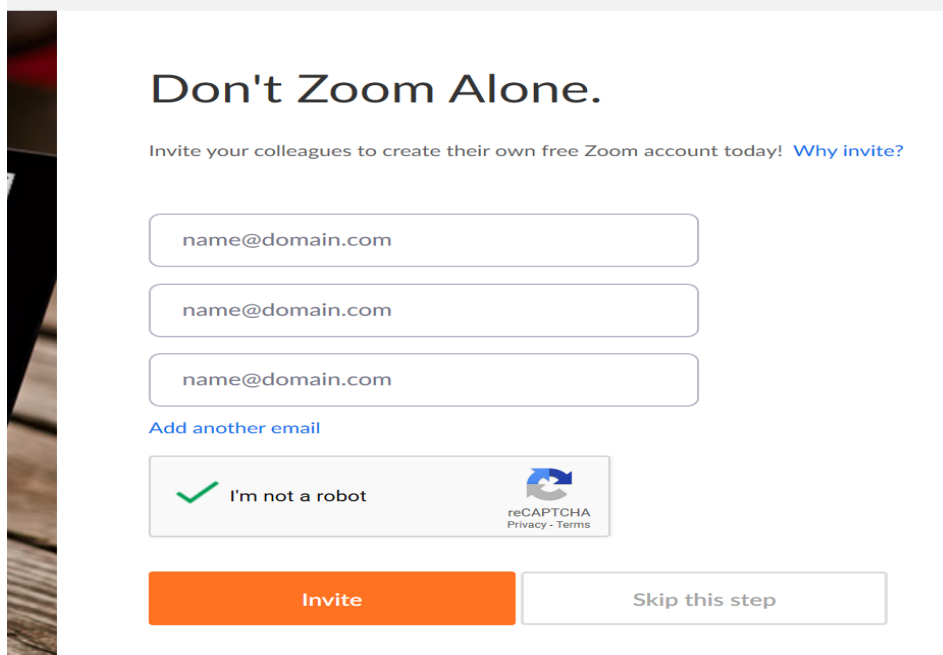 Don't Zoom Alone.
Invite your colleagues to create their own free Zoom account today! Why invite?
name@domain.com
name@domain.com
name@domain.com
Add another email
I'm not a robot
reCAPTCHA
Privacy - Terms
Invite
Skip this step